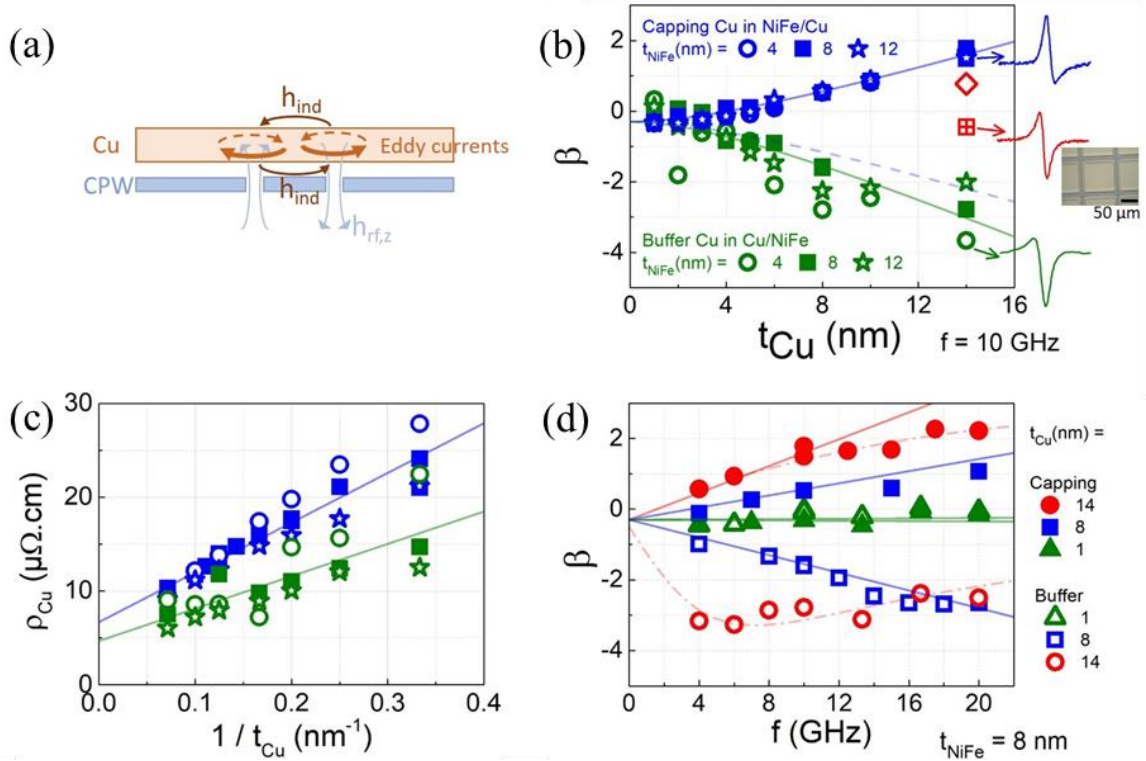 (a)
h_ind
Cu
Eddy currents
CPW
h_ind
h_rf,z
(b)
Capping Cu in NiFe/Cu
t_NiFe(nm) = 4 8 12
Buffer Cu in Cu/NiFe
t_NiFe(nm) = 4 8 12
β
2
0
-2
-4
0 2 4 6 8 10 12 14 16
t_Cu (nm)
f = 10 GHz
50 µm
(c)
ρ_Cu (µΩ.cm)
30
20
10
0
0.0 0.1 0.2 0.3 0.4
1 / t_Cu (nm⁻¹)
(d)
β
2
0
-2
-4
0 4 8 12 16 20
f (GHz)
t_NiFe = 8 nm
t_Cu(nm) =
Capping
14
8
1
Buffer
1
8
14